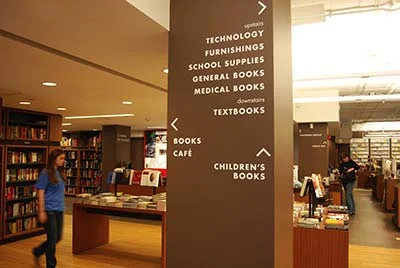 upstairs
TECHNOLOGY
FURNISHINGS
SCHOOL SUPPLIES
GENERAL BOOKS
MEDICAL BOOKS
downstairs
TEXTBOOKS
BOOKS
CAFÉ
CHILDREN'S
BOOKS